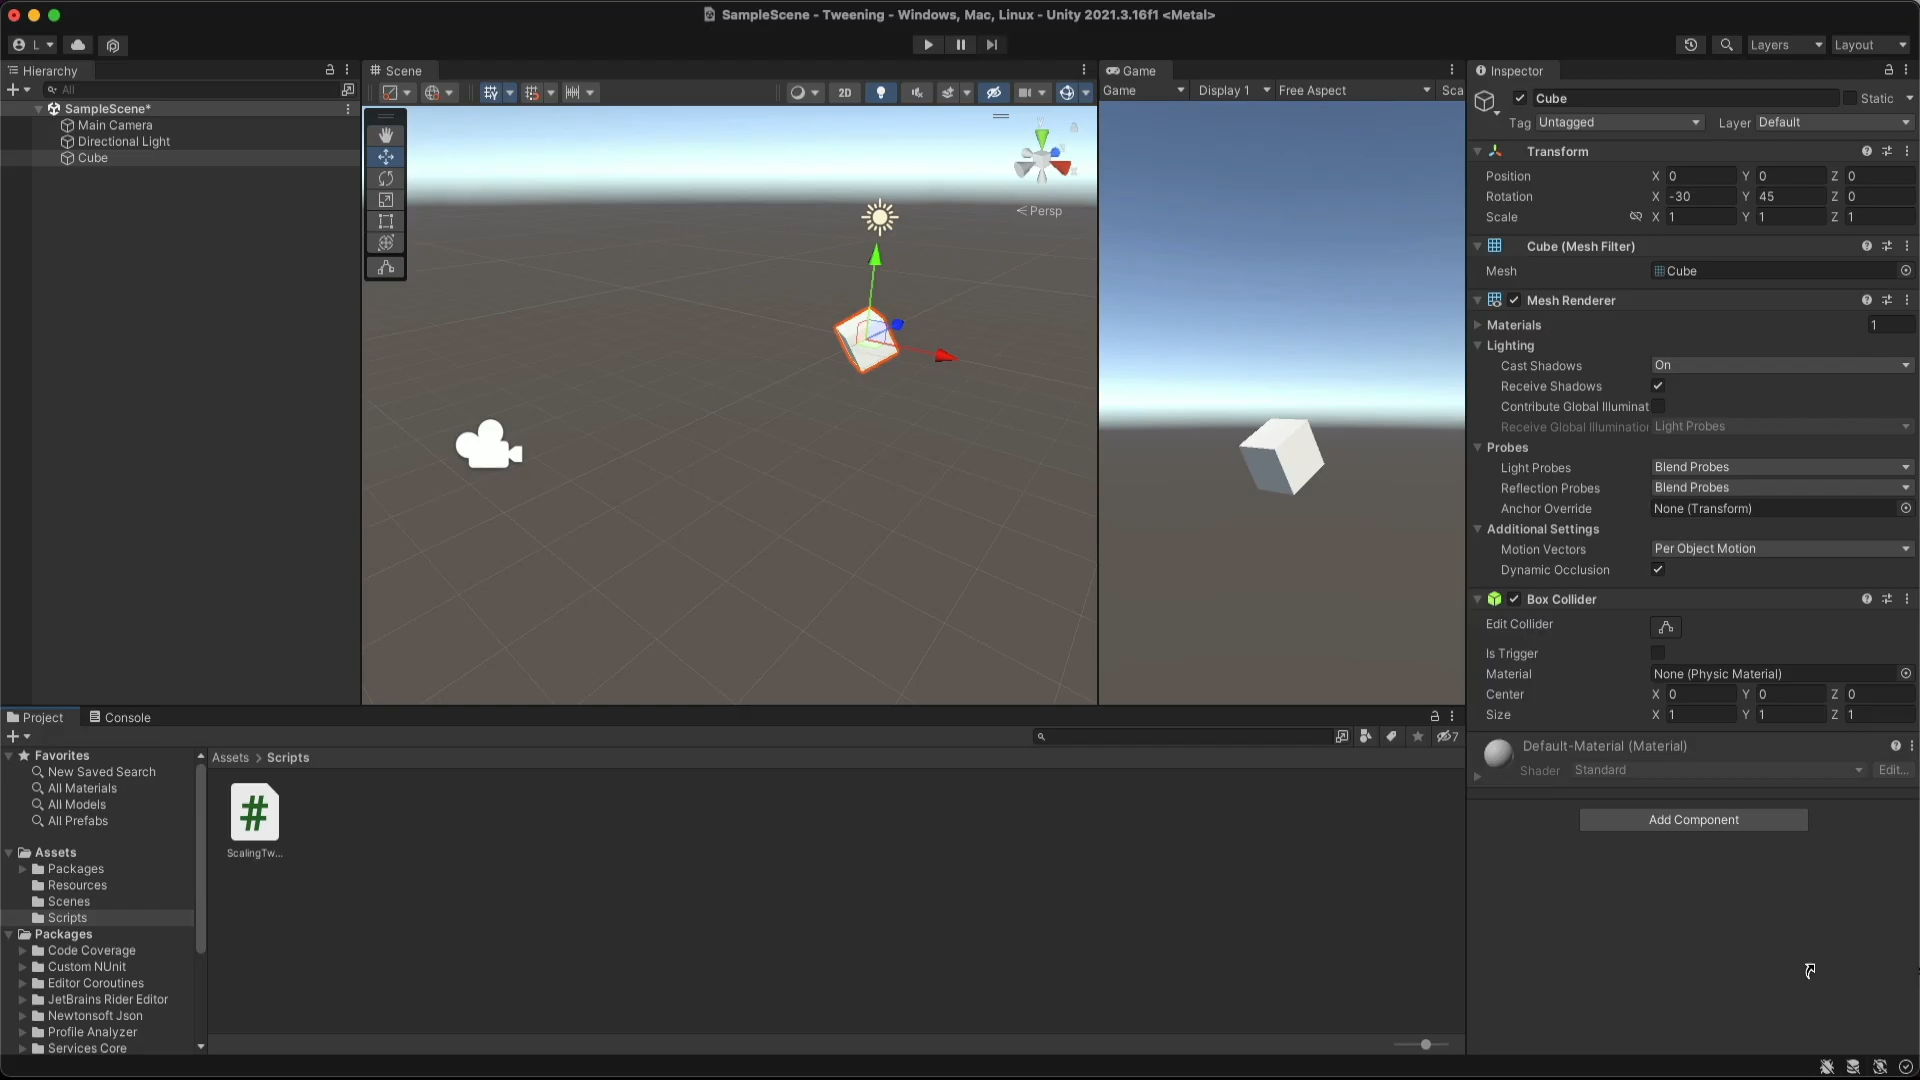 SampleScene - Tweening - Windows, Mac, Linux - Unity 2021.3.16f1 <Metal>
L
Layers
Layout
Hierarchy
All
SampleScene*
Main Camera
Directional Light
Cube
Scene
2D
Y
Persp
Game
Game
Display 1
Free Aspect
Sca
Inspector
Cube
Static
Tag Untagged
Layer Default
Transform
Position X 0 Y 0 Z 0
Rotation X -30 Y 45 Z 0
Scale X 1 Y 1 Z 1
Cube (Mesh Filter)
Mesh Cube
Mesh Renderer
Materials 1
Lighting
Cast Shadows On
Receive Shadows
Contribute Global Illuminat
Receive Global Illumination Light Probes
Probes
Light Probes Blend Probes
Reflection Probes Blend Probes
Anchor Override None (Transform)
Additional Settings
Motion Vectors Per Object Motion
Dynamic Occlusion
Box Collider
Edit Collider
Is Trigger
Material None (Physic Material)
Center X 0 Y 0 Z 0
Size X 1 Y 1 Z 1
Default-Material (Material)
Shader Standard Edit...
Add Component
Project
Console
7
Favorites
New Saved Search
All Materials
All Models
All Prefabs
Assets
Packages
Resources
Scenes
Scripts
Packages
Code Coverage
Custom NUnit
Editor Coroutines
JetBrains Rider Editor
Newtonsoft Json
Profile Analyzer
Services Core
Assets > Scripts
#
ScalingTw...